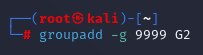 ┌──(root㉿kali)-[~]
└─# groupadd -g 9999 G2